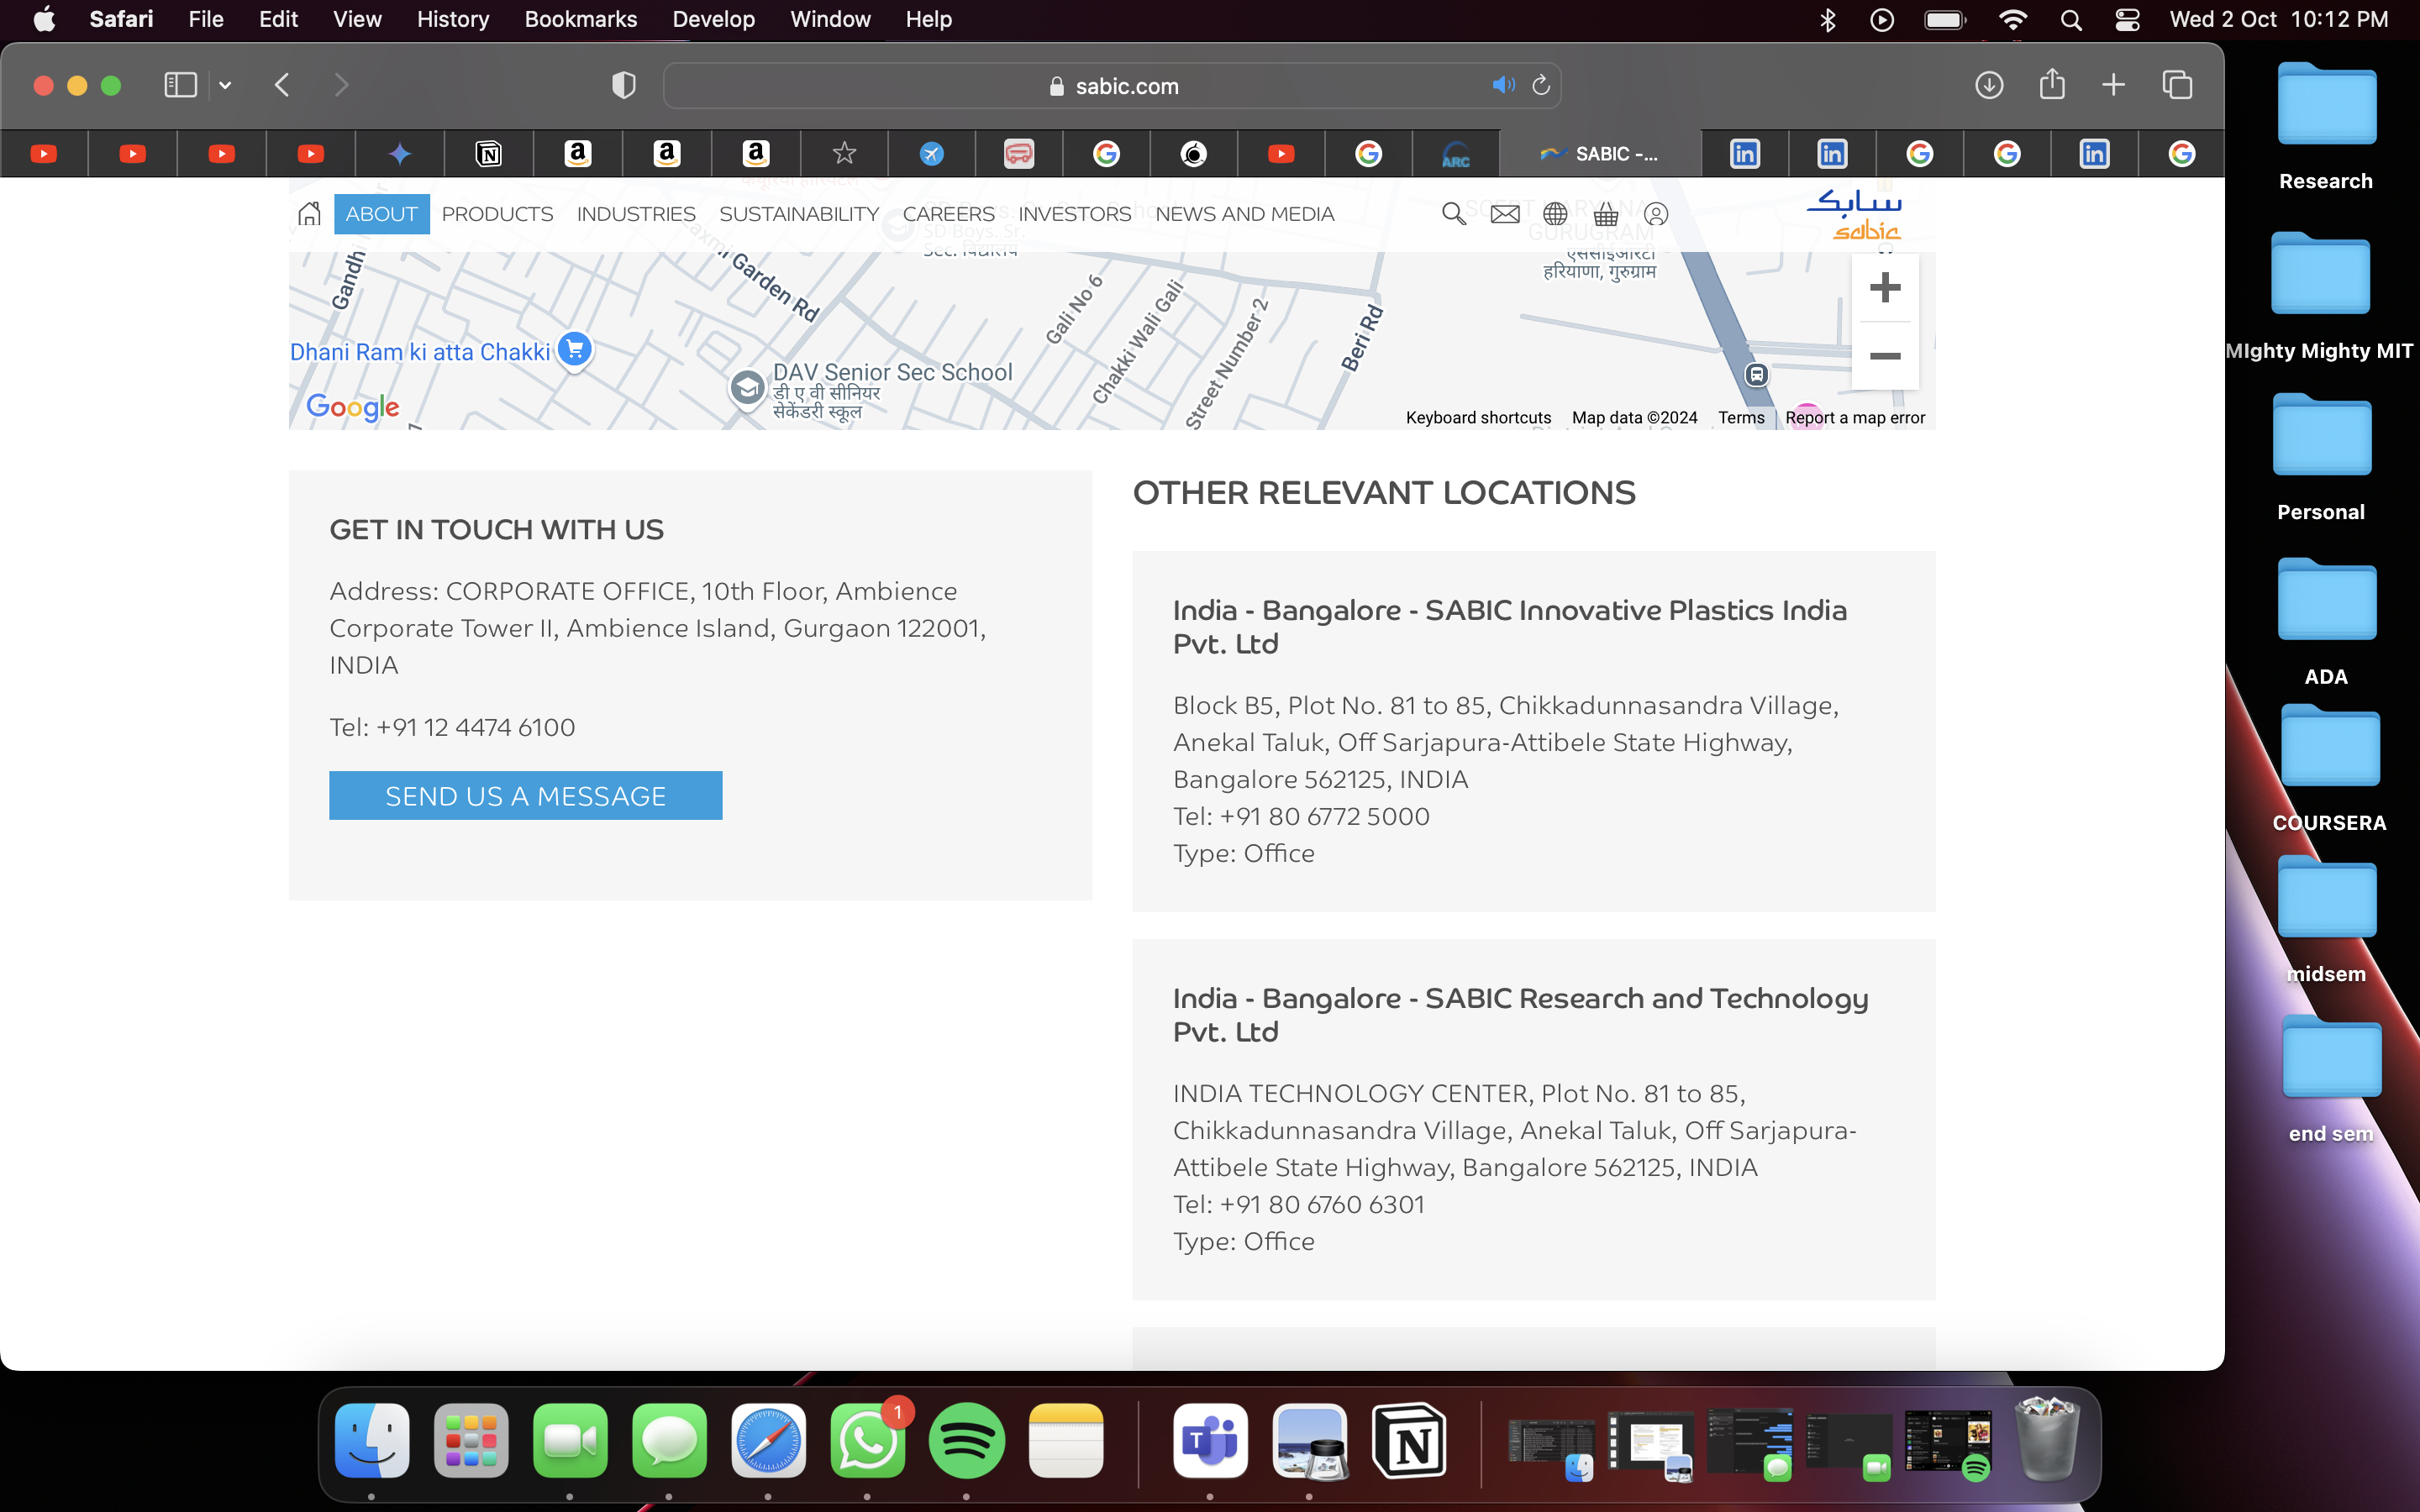 Safari File Edit View History Bookmarks Develop Window Help
Wed 2 Oct 10:12 PM
sabic.com
ARC
SABIC -...
ABOUT PRODUCTS INDUSTRIES SUSTAINABILITY CAREERS INVESTORS NEWS AND MEDIA
سابك
sabic
SD Boys. Sr.
Sec. विद्यालय
GURUGRAM
एससीईआरटी
हरियाणा, गुरुग्राम
Laxmi Garden Rd
Gali No 6
Chakki Wali Gali
Street Number 2
Beri Rd
Dhani Ram ki atta Chakki
DAV Senior Sec School
डी ए वी सीनियर
सेकेंडरी स्कूल
Google
Keyboard shortcuts Map data ©2024 Terms Report a map error
GET IN TOUCH WITH US
Address: CORPORATE OFFICE, 10th Floor, Ambience
Corporate Tower II, Ambience Island, Gurgaon 122001,
INDIA
Tel: +91 12 4474 6100
SEND US A MESSAGE
OTHER RELEVANT LOCATIONS
India - Bangalore - SABIC Innovative Plastics India
Pvt. Ltd
Block B5, Plot No. 81 to 85, Chikkadunnasandra Village,
Anekal Taluk, Off Sarjapura-Attibele State Highway,
Bangalore 562125, INDIA
Tel: +91 80 6772 5000
Type: Office
India - Bangalore - SABIC Research and Technology
Pvt. Ltd
INDIA TECHNOLOGY CENTER, Plot No. 81 to 85,
Chikkadunnasandra Village, Anekal Taluk, Off Sarjapura-
Attibele State Highway, Bangalore 562125, INDIA
Tel: +91 80 6760 6301
Type: Office
Research
MIghty Mighty MIT
Personal
ADA
COURSERA
midsem
end sem
1